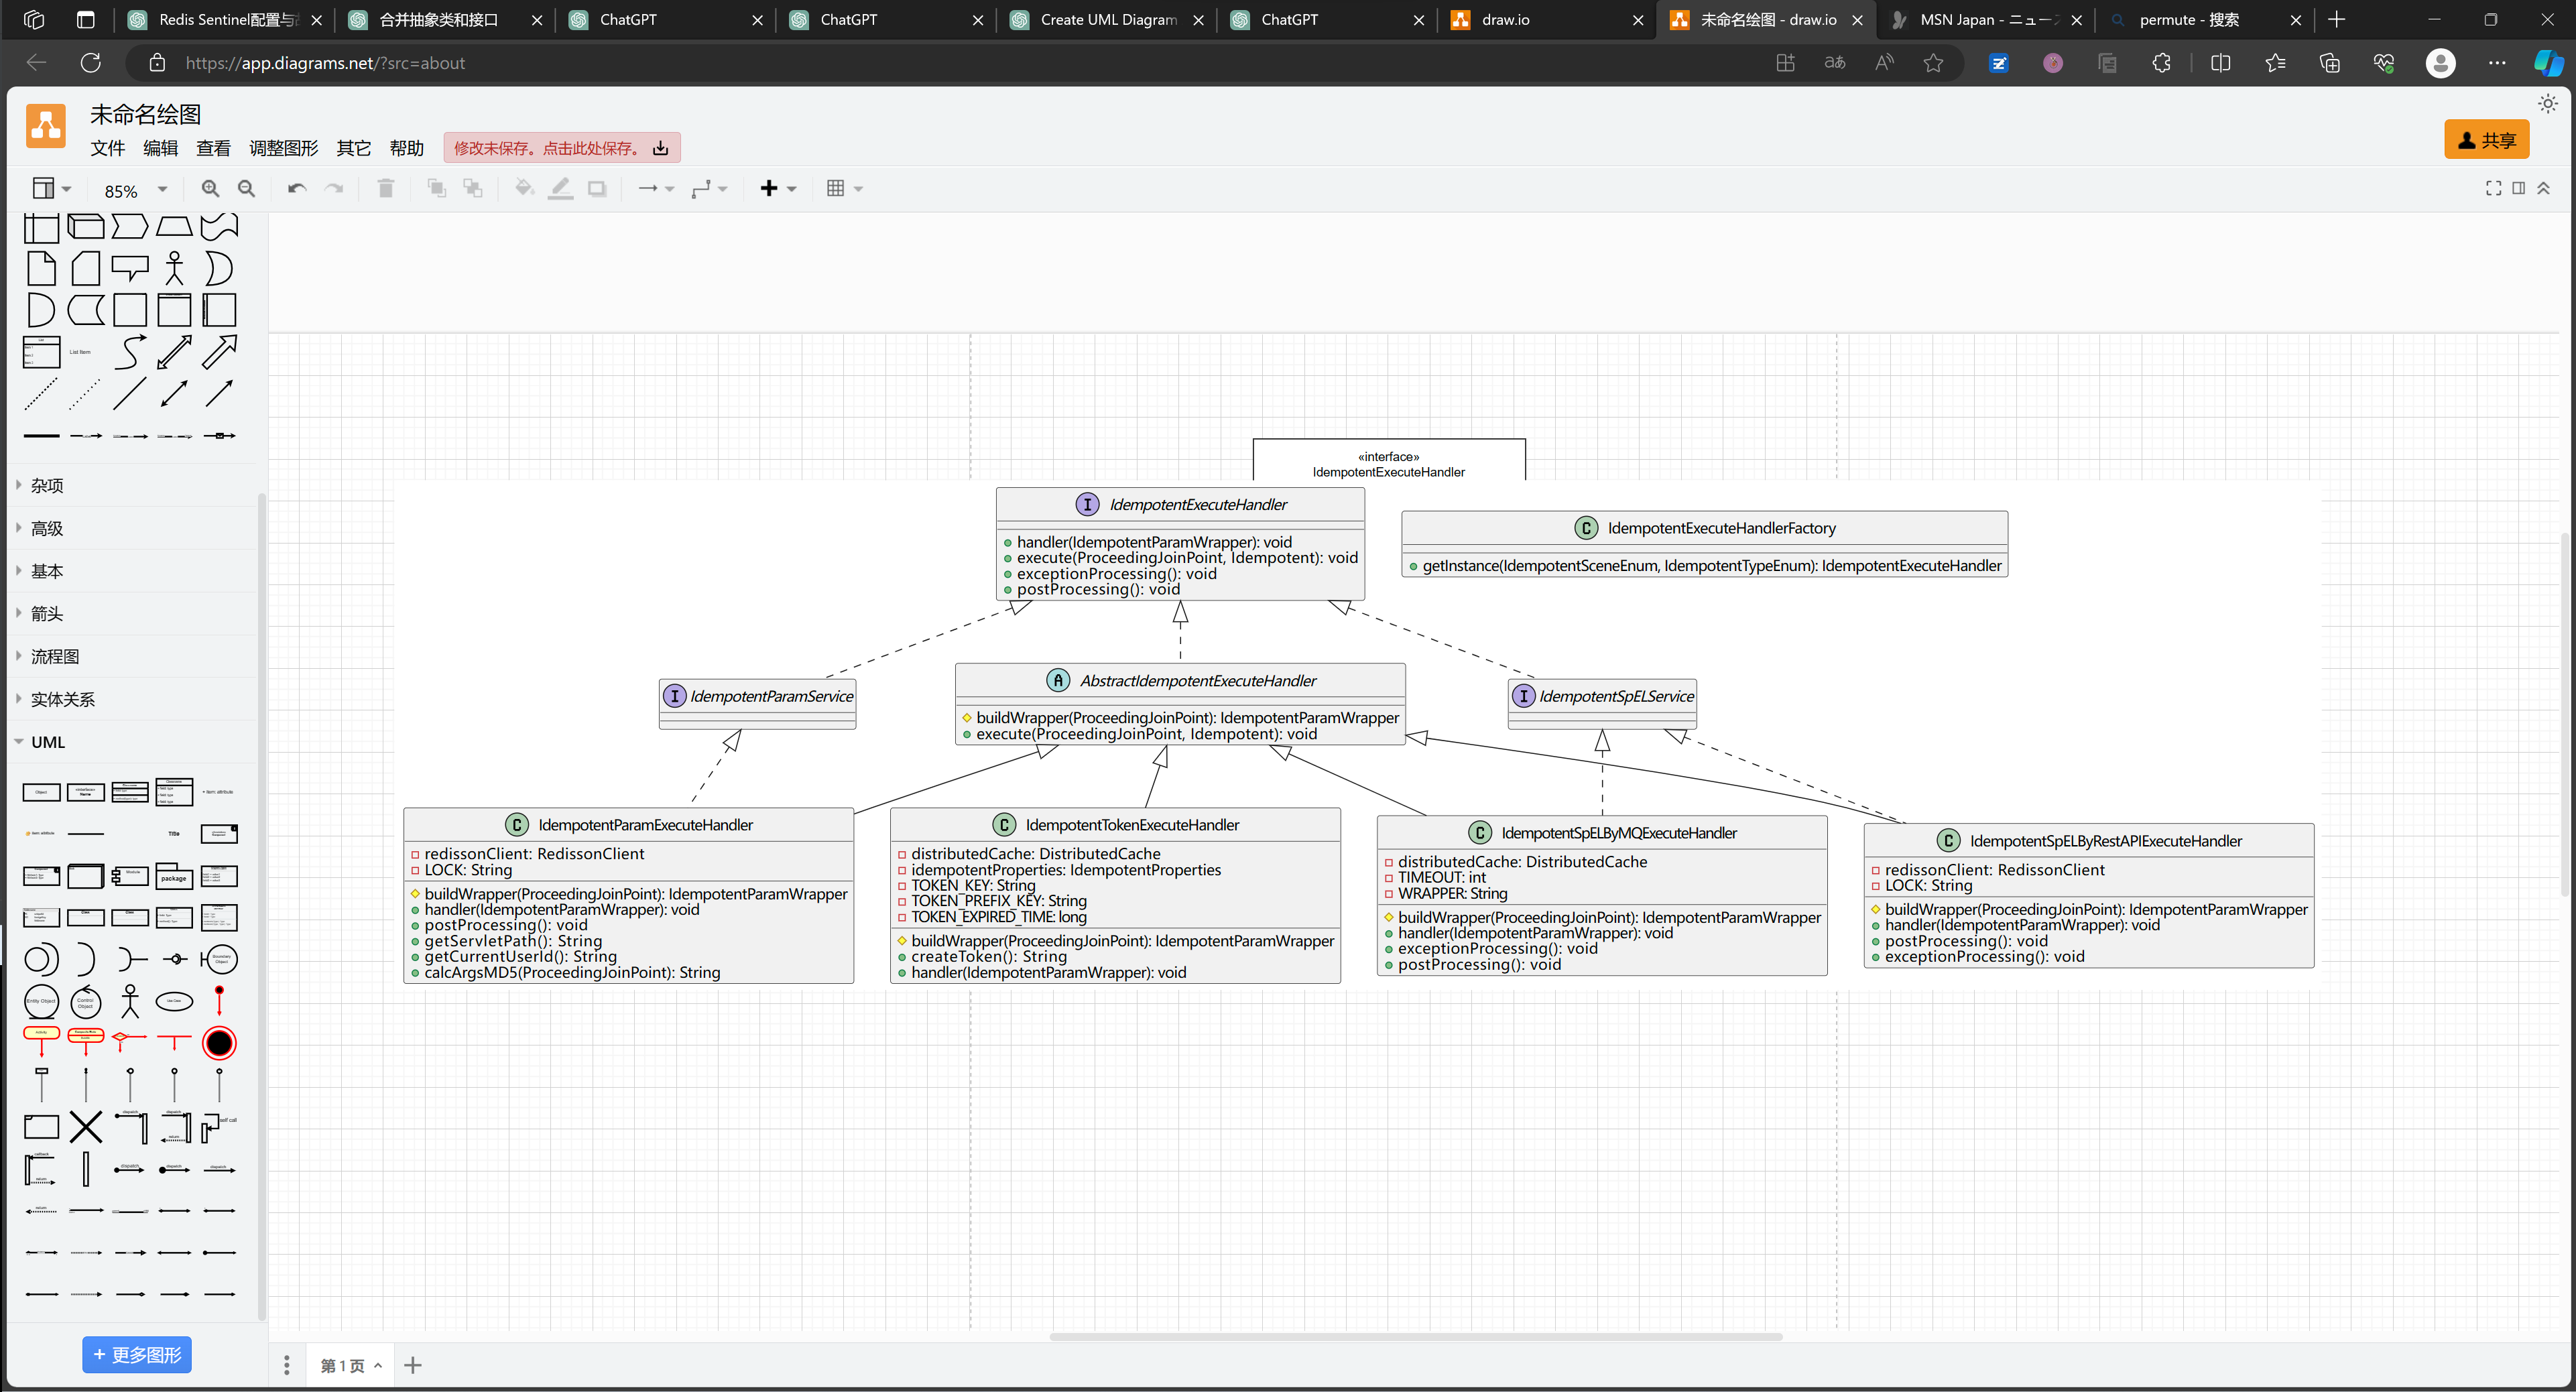 Redis Sentinel配置与
合并抽象类和接口
ChatGPT
ChatGPT
Create UML Diagram
ChatGPT
draw.io
未命名绘图 - draw.io
MSN Japan - ニュー
permute - 搜索
https://app.diagrams.net/?src=about
未命名绘图
文件 编辑 查看 调整图形 其它 帮助
修改未保存。点击此处保存。
共享
85%
List Item
杂项
高级
基本
箭头
流程图
实体关系
UML
Object
Title
package
Entity Object
Control Object
更多图形
第 1 页
«interface»
IdempotentExecuteHandler
I IdempotentExecuteHandler
handler(IdempotentParamWrapper): void
execute(ProceedingJoinPoint, Idempotent): void
exceptionProcessing(): void
postProcessing(): void
C IdempotentExecuteHandlerFactory
getInstance(IdempotentSceneEnum, IdempotentTypeEnum): IdempotentExecuteHandler
I IdempotentParamService
A AbstractIdempotentExecuteHandler
buildWrapper(ProceedingJoinPoint): IdempotentParamWrapper
execute(ProceedingJoinPoint, Idempotent): void
I IdempotentSpELService
C IdempotentParamExecuteHandler
redissonClient: RedissonClient
LOCK: String
buildWrapper(ProceedingJoinPoint): IdempotentParamWrapper
handler(IdempotentParamWrapper): void
postProcessing(): void
getServletPath(): String
getCurrentUserId(): String
calcArgsMD5(ProceedingJoinPoint): String
C IdempotentTokenExecuteHandler
distributedCache: DistributedCache
idempotentProperties: IdempotentProperties
TOKEN_KEY: String
TOKEN_PREFIX_KEY: String
TOKEN_EXPIRED_TIME: long
buildWrapper(ProceedingJoinPoint): IdempotentParamWrapper
createToken(): String
handler(IdempotentParamWrapper): void
C IdempotentSpELByMQExecuteHandler
distributedCache: DistributedCache
TIMEOUT: int
WRAPPER: String
buildWrapper(ProceedingJoinPoint): IdempotentParamWrapper
handler(IdempotentParamWrapper): void
exceptionProcessing(): void
postProcessing(): void
C IdempotentSpELByRestAPIExecuteHandler
redissonClient: RedissonClient
LOCK: String
buildWrapper(ProceedingJoinPoint): IdempotentParamWrapper
handler(IdempotentParamWrapper): void
postProcessing(): void
exceptionProcessing(): void